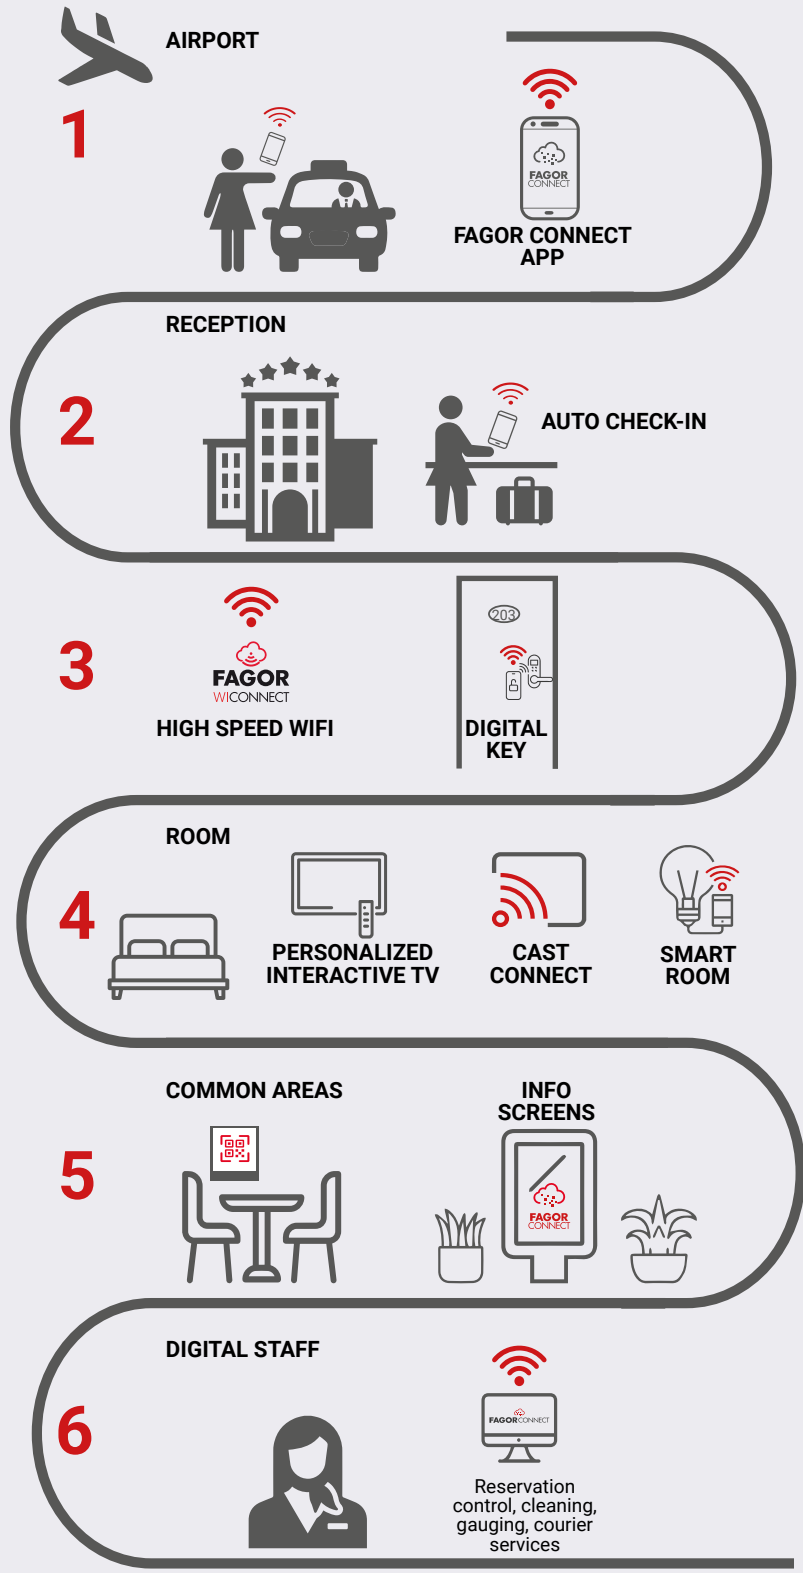 AIRPORT
1
FAGOR
CONNECT
FAGOR CONNECT
APP
RECEPTION
2
AUTO CHECK-IN
3
FAGOR
WICONNECT
HIGH SPEED WIFI
203
DIGITAL
KEY
ROOM
4
PERSONALIZED
INTERACTIVE TV
CAST
CONNECT
SMART
ROOM
COMMON AREAS
INFO
SCREENS
5
FAGOR
CONNECT
DIGITAL STAFF
6
FAGORCONNECT
Reservation
control, cleaning,
gauging, courier
services